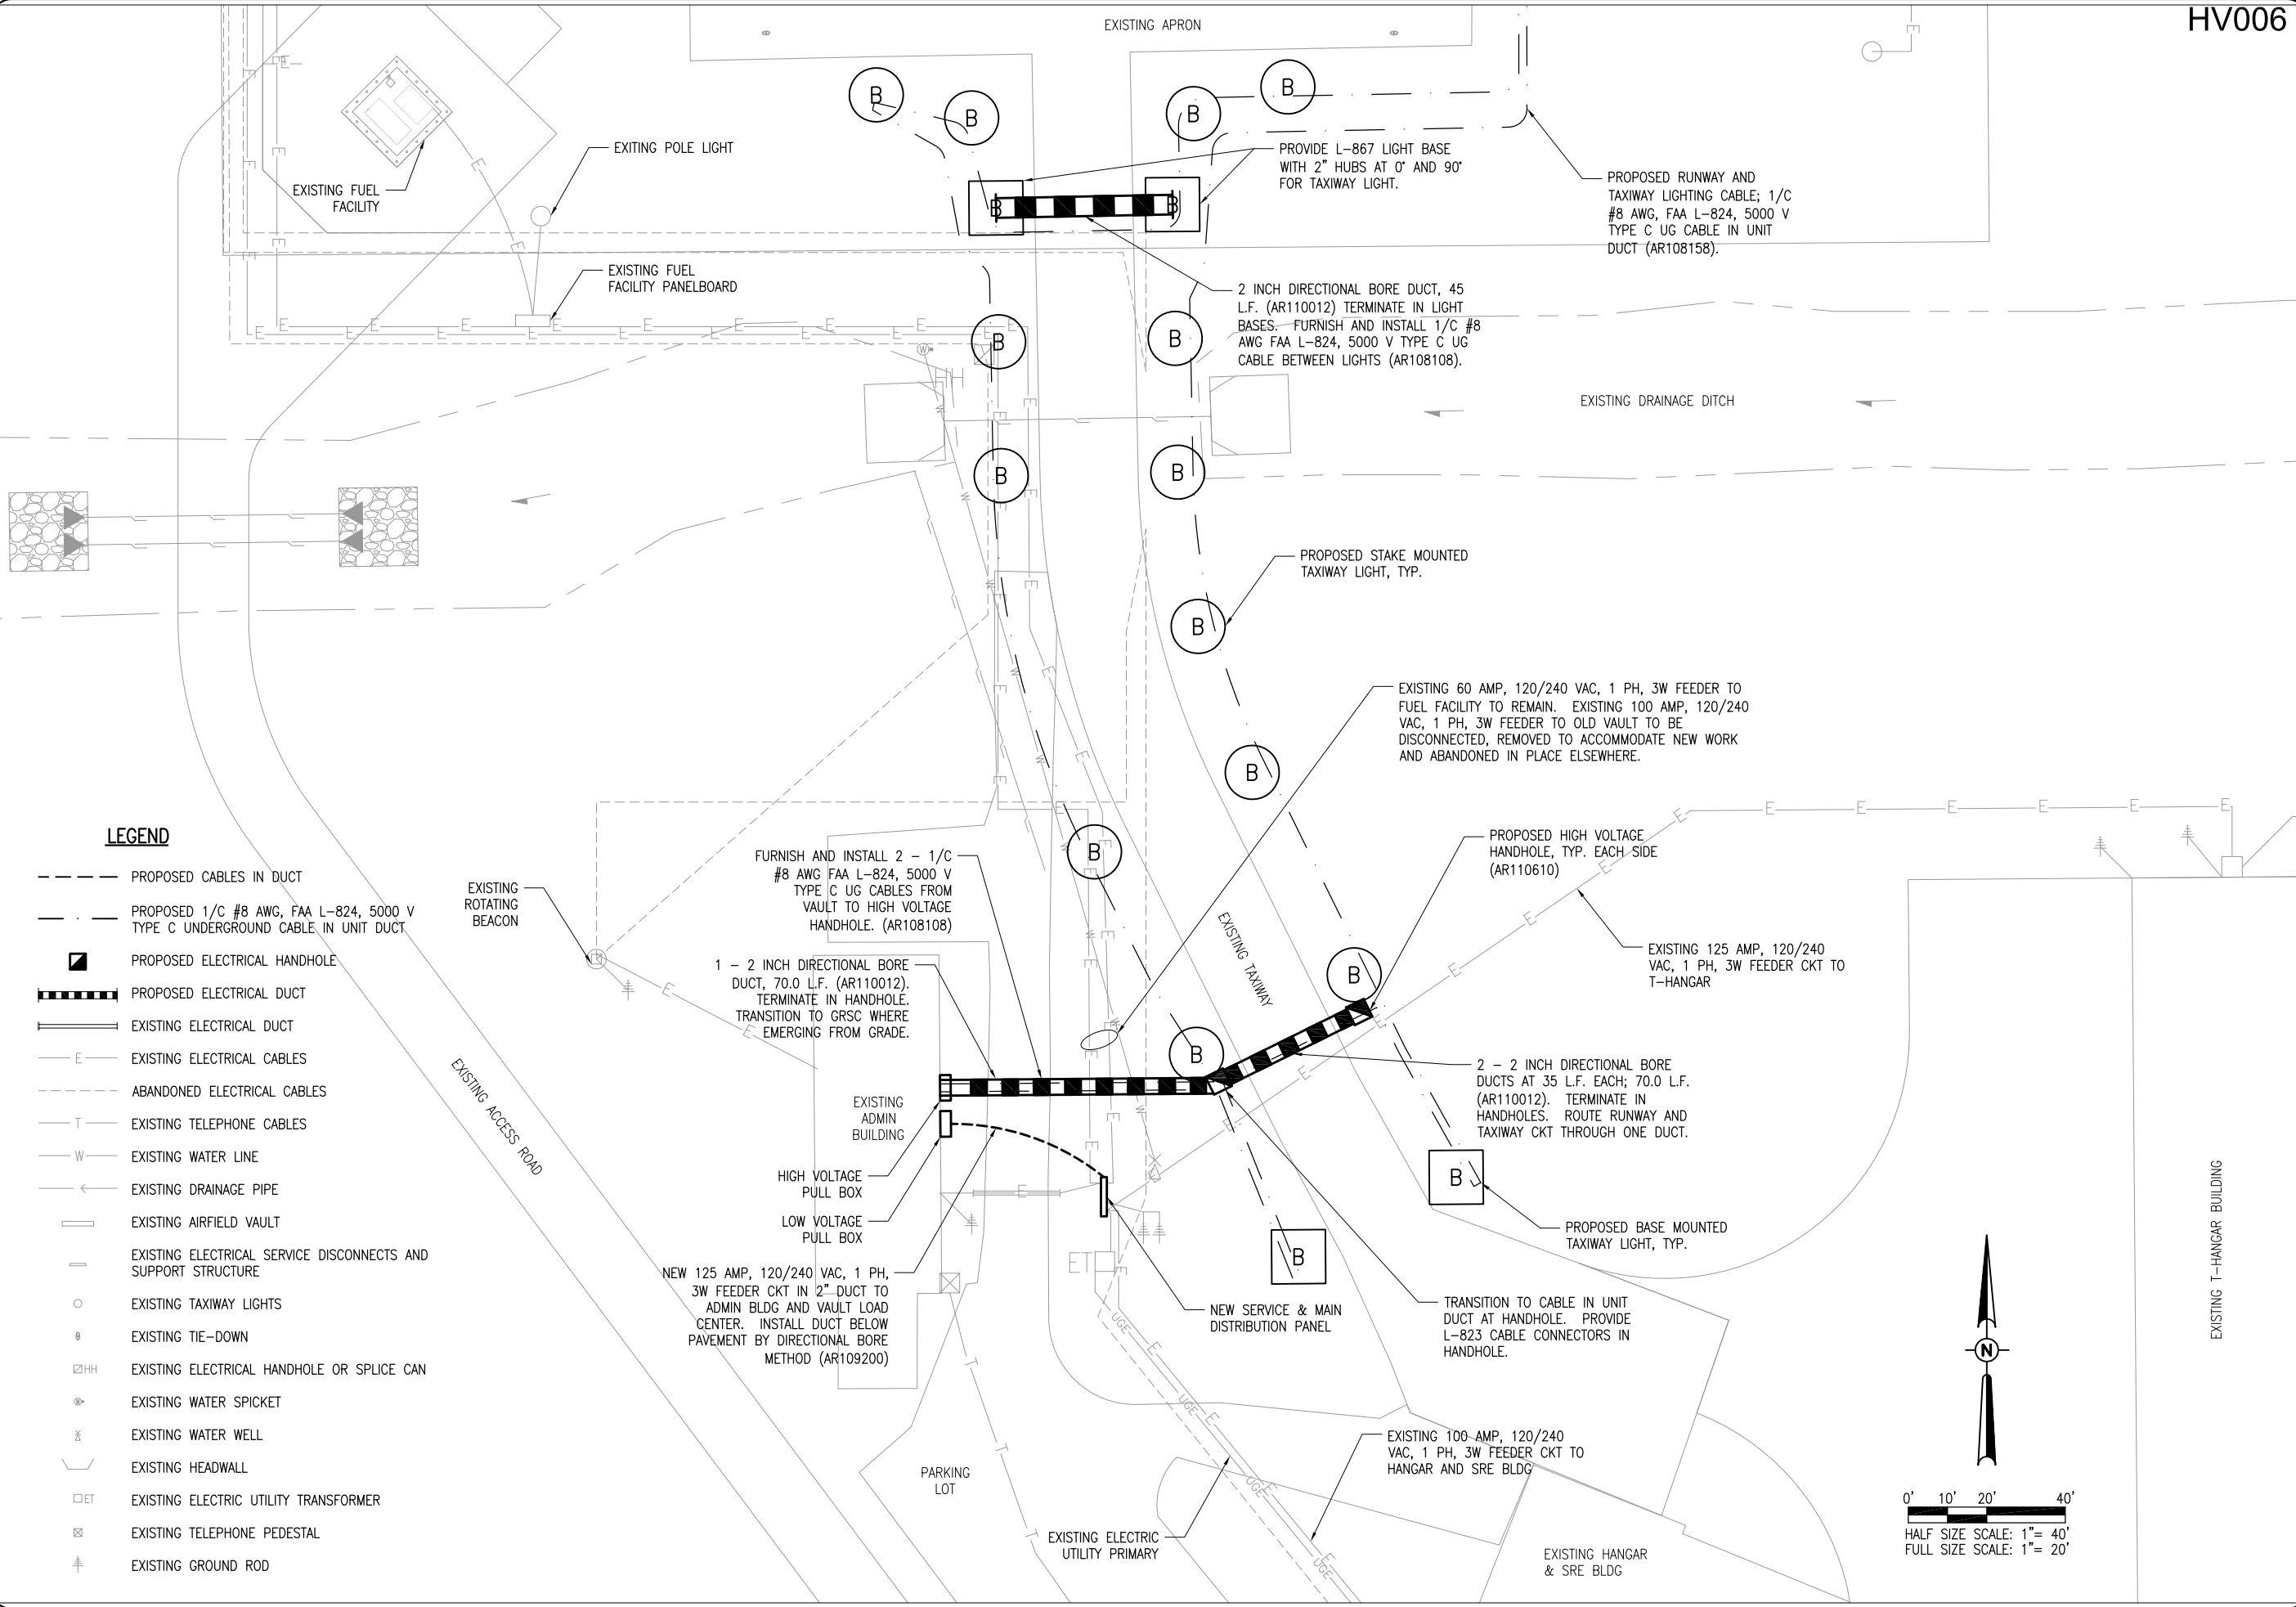 HV006
EXISTING APRON
EXITING POLE LIGHT
EXISTING FUEL
FACILITY
PROVIDE L-867 LIGHT BASE
WITH 2" HUBS AT 0° AND 90°
FOR TAXIWAY LIGHT.
PROPOSED RUNWAY AND
TAXIWAY LIGHTING CABLE; 1/C
#8 AWG, FAA L-824, 5000 V
TYPE C UG CABLE IN UNIT
DUCT (AR108158).
EXISTING FUEL
FACILITY PANELBOARD
2 INCH DIRECTIONAL BORE DUCT, 45
L.F. (AR110012) TERMINATE IN LIGHT
BASES. FURNISH AND INSTALL 1/C #8
AWG FAA L-824, 5000 V TYPE C UG
CABLE BETWEEN LIGHTS (AR108108).
EXISTING DRAINAGE DITCH
PROPOSED STAKE MOUNTED
TAXIWAY LIGHT, TYP.
EXISTING 60 AMP, 120/240 VAC, 1 PH, 3W FEEDER TO
FUEL FACILITY TO REMAIN. EXISTING 100 AMP, 120/240
VAC, 1 PH, 3W FEEDER TO OLD VAULT TO BE
DISCONNECTED, REMOVED TO ACCOMMODATE NEW WORK
AND ABANDONED IN PLACE ELSEWHERE.
PROPOSED HIGH VOLTAGE
HANDHOLE, TYP. EACH SIDE
(AR110610)
FURNISH AND INSTALL 2 - 1/C
#8 AWG FAA L-824, 5000 V
TYPE C UG CABLES FROM
VAULT TO HIGH VOLTAGE
HANDHOLE. (AR108108)
EXISTING
ROTATING
BEACON
EXISTING TAXIWAY
EXISTING 125 AMP, 120/240
VAC, 1 PH, 3W FEEDER CKT TO
T-HANGAR
1 - 2 INCH DIRECTIONAL BORE
DUCT, 70.0 L.F. (AR110012).
TERMINATE IN HANDHOLE.
TRANSITION TO GRSC WHERE
EMERGING FROM GRADE.
2 - 2 INCH DIRECTIONAL BORE
DUCTS AT 35 L.F. EACH; 70.0 L.F.
(AR110012). TERMINATE IN
HANDHOLES. ROUTE RUNWAY AND
TAXIWAY CKT THROUGH ONE DUCT.
EXISTING ACCESS ROAD
EXISTING
ADMIN
BUILDING
HIGH VOLTAGE
PULL BOX
LOW VOLTAGE
PULL BOX
PROPOSED BASE MOUNTED
TAXIWAY LIGHT, TYP.
EXISTING T-HANGAR BUILDING
NEW 125 AMP, 120/240 VAC, 1 PH,
3W FEEDER CKT IN 2" DUCT TO
ADMIN BLDG AND VAULT LOAD
CENTER. INSTALL DUCT BELOW
PAVEMENT BY DIRECTIONAL BORE
METHOD (AR109200)
NEW SERVICE & MAIN
DISTRIBUTION PANEL
TRANSITION TO CABLE IN UNIT
DUCT AT HANDHOLE. PROVIDE
L-823 CABLE CONNECTORS IN
HANDHOLE.
EXISTING 100 AMP, 120/240
VAC, 1 PH, 3W FEEDER CKT TO
HANGAR AND SRE BLDG
PARKING
LOT
EXISTING ELECTRIC
UTILITY PRIMARY
EXISTING HANGAR
& SRE BLDG
ET
UGE
UGE
UGE
UGE
N
0' 10' 20' 40'
HALF SIZE SCALE: 1"= 40'
FULL SIZE SCALE: 1"= 20'
LEGEND
PROPOSED CABLES IN DUCT
PROPOSED 1/C #8 AWG, FAA L-824, 5000 V
TYPE C UNDERGROUND CABLE IN UNIT DUCT
PROPOSED ELECTRICAL HANDHOLE
PROPOSED ELECTRICAL DUCT
EXISTING ELECTRICAL DUCT
E EXISTING ELECTRICAL CABLES
ABANDONED ELECTRICAL CABLES
T EXISTING TELEPHONE CABLES
W EXISTING WATER LINE
EXISTING DRAINAGE PIPE
EXISTING AIRFIELD VAULT
EXISTING ELECTRICAL SERVICE DISCONNECTS AND
SUPPORT STRUCTURE
EXISTING TAXIWAY LIGHTS
EXISTING TIE-DOWN
HH EXISTING ELECTRICAL HANDHOLE OR SPLICE CAN
EXISTING WATER SPICKET
EXISTING WATER WELL
EXISTING HEADWALL
ET EXISTING ELECTRIC UTILITY TRANSFORMER
EXISTING TELEPHONE PEDESTAL
EXISTING GROUND ROD